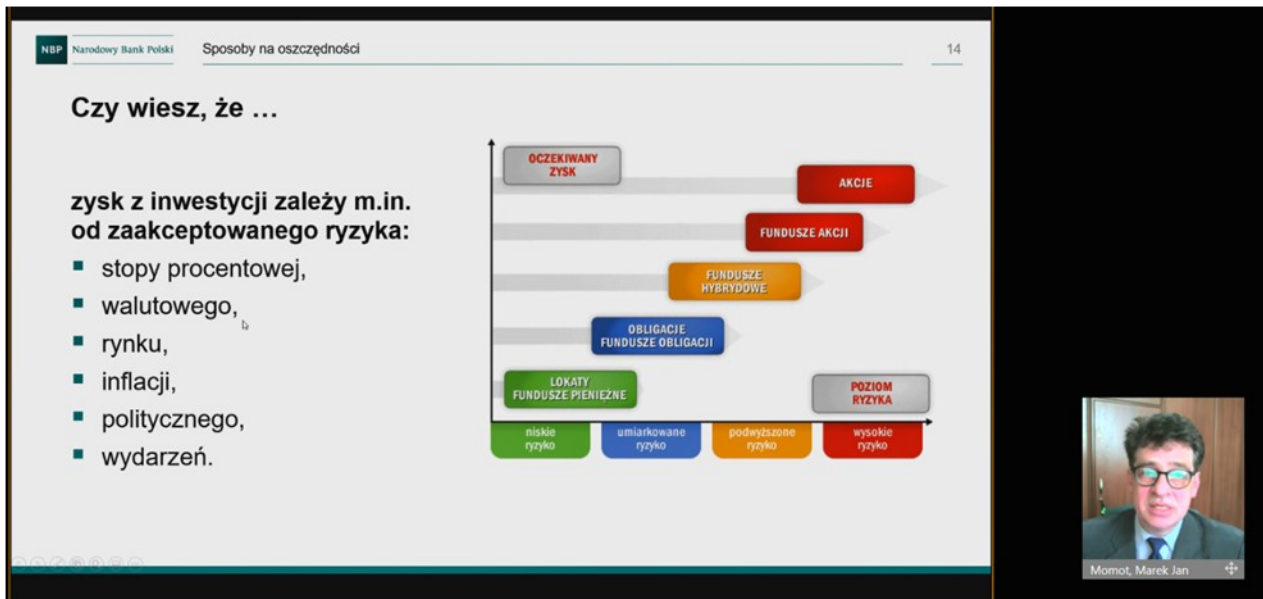 NBP Narodowy Bank Polski
Sposoby na oszczędności
14
Czy wiesz, że ...
zysk z inwestycji zależy m.in.
od zaakceptowanego ryzyka:
stopy procentowej,
walutowego,
rynku,
inflacji,
politycznego,
wydarzeń.
OCZEKIWANY
ZYSK
AKCJE
FUNDUSZE AKCJI
FUNDUSZE
HYBRYDOWE
OBLIGACJE
FUNDUSZE OBLIGACJI
LOKATY
FUNDUSZE PIENIĘŻNE
POZIOM
RYZYKA
niskie
ryzyko
umiarkowane
ryzyko
podwyższone
ryzyko
wysokie
ryzyko
Momot, Marek Jan